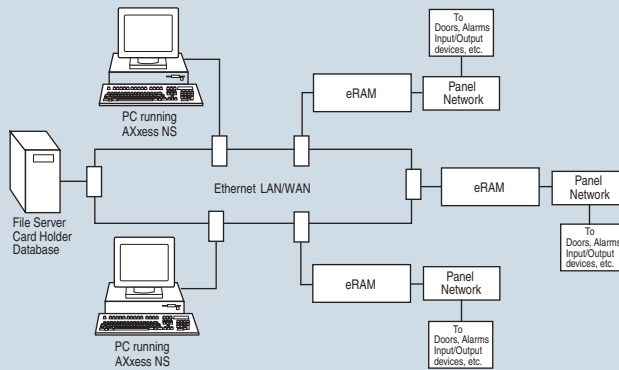 To
Doors, Alarms
Input/Output
devices, etc.
eRAM
Panel
Network
PC running
AXxess NS
Ethernet LAN/WAN
eRAM
Panel
Network
File Server
Card Holder
Database
To
Doors, Alarms
Input/Output
devices, etc.
eRAM
Panel
Network
PC running
AXxess NS
To
Doors, Alarms
Input/Output
devices, etc.